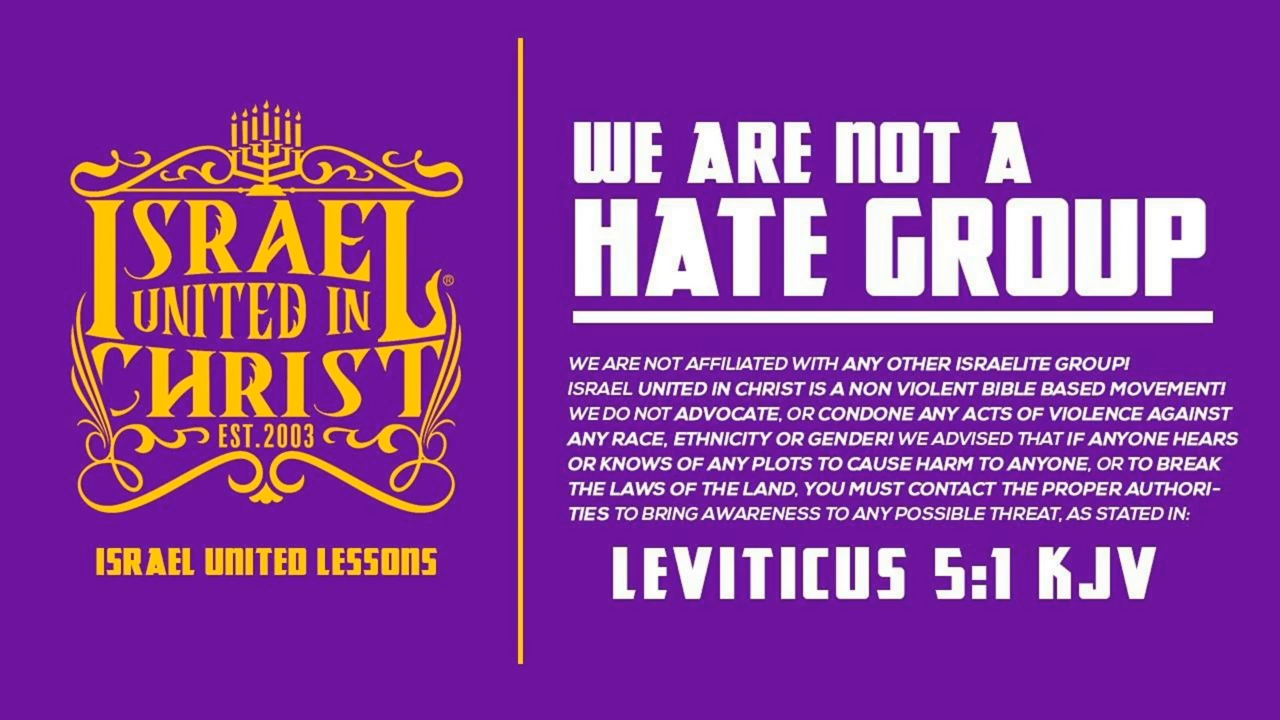 ISRAEL
UNITED IN
CHRIST
EST.2003
®
ISRAEL UNITED LESSONS
WE ARE NOT A
HATE GROUP
WE ARE NOT AFFILIATED WITH ANY OTHER ISRAELITE GROUP!
ISRAEL UNITED IN CHRIST IS A NON VIOLENT BIBLE BASED MOVEMENT!
WE DO NOT ADVOCATE, OR CONDONE ANY ACTS OF VIOLENCE AGAINST
ANY RACE, ETHNICITY OR GENDER! WE ADVISED THAT IF ANYONE HEARS
OR KNOWS OF ANY PLOTS TO CAUSE HARM TO ANYONE, OR TO BREAK
THE LAWS OF THE LAND, YOU MUST CONTACT THE PROPER AUTHORI-
TIES TO BRING AWARENESS TO ANY POSSIBLE THREAT, AS STATED IN:
LEVITICUS 5:1 KJV